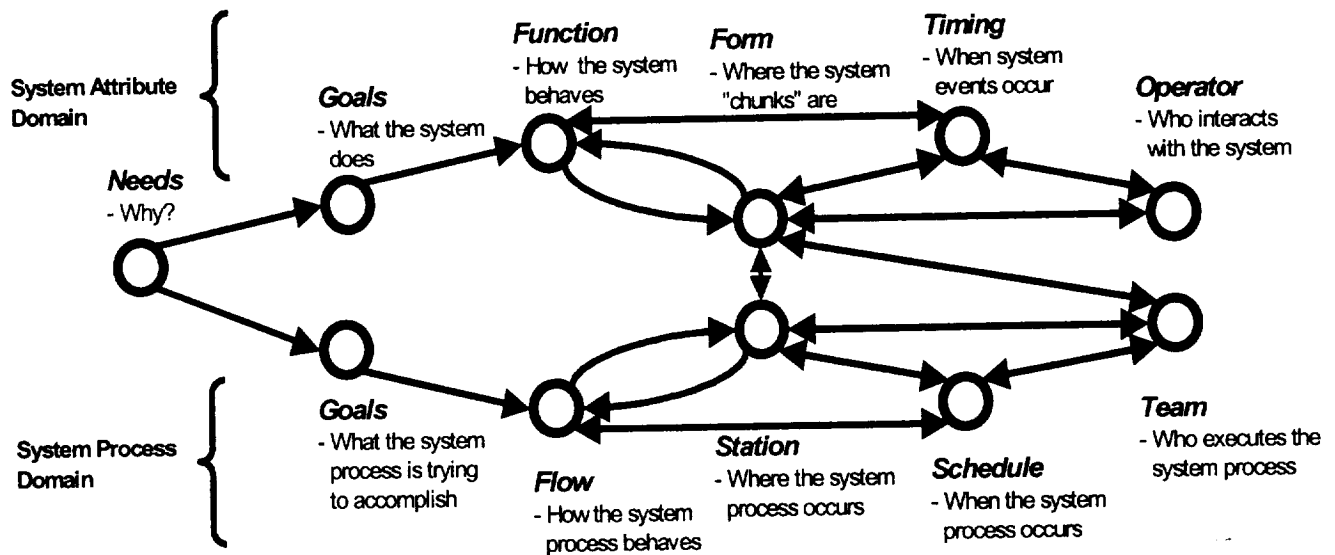 System Attribute
Domain
Needs
- Why?
Goals
- What the system
does
Function
- How the system
behaves
Form
- Where the system
"chunks" are
Timing
- When system
events occur
Operator
- Who interacts
with the system
System Process
Domain
Goals
- What the system
process is trying
to accomplish
Flow
- How the system
process behaves
Station
- Where the system
process occurs
Schedule
- When the system
process occurs
Team
- Who executes the
system process